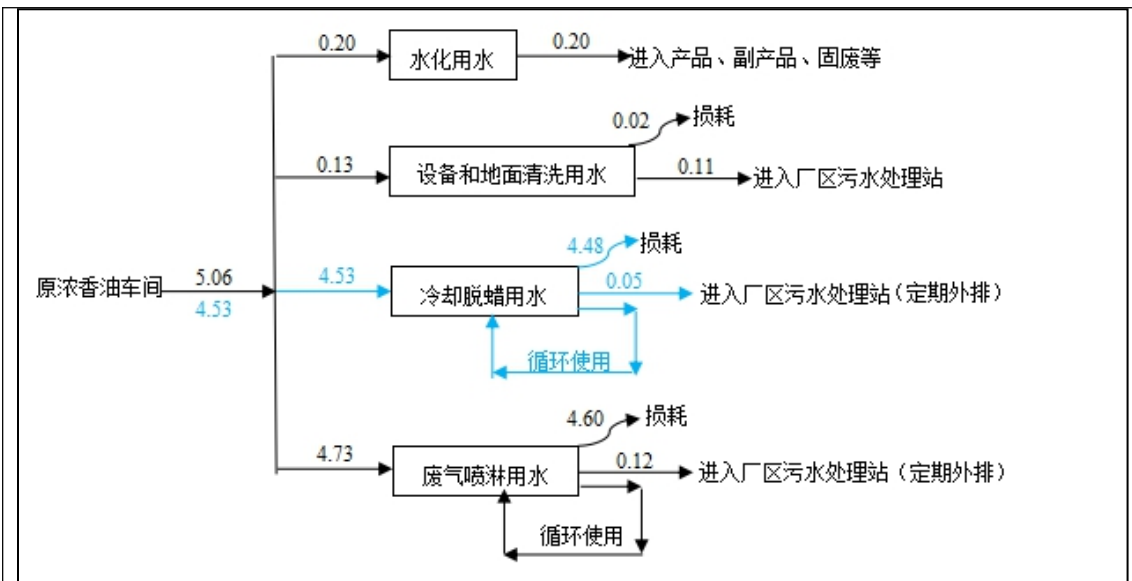 0.20 水化用水 0.20 进入产品、副产品、固废等
0.02 损耗
0.13 设备和地面清洗用水 0.11 进入厂区污水处理站
4.48 损耗
原浓香油车间 5.06 4.53 冷却脱蜡用水 0.05 进入厂区污水处理站（定期外排）
4.53
循环使用
4.60 损耗
4.73 废气喷淋用水 0.12 进入厂区污水处理站（定期外排）
循环使用